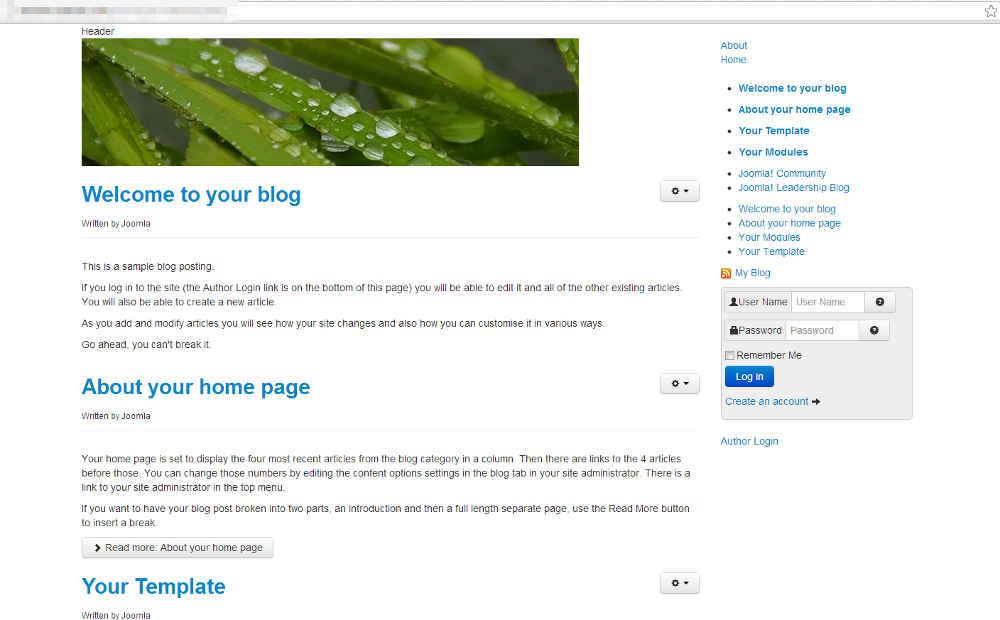 Header
Welcome to your blog
Written by Joomla
This is a sample blog posting.
If you log in to the site (the Author Login link is on the bottom of this page) you will be able to edit it and all of the other existing articles.
You will also be able to create a new article.
As you add and modify articles you will see how your site changes and also how you can customise it in various ways.
Go ahead, you can't break it.
About your home page
Written by Joomla
Your home page is set to display the four most recent articles from the blog category in a column. Then there are links to the 4 articles
before those. You can change those numbers by editing the content options settings in the blog tab in your site administrator. There is a
link to your site administrator in the top menu.
If you want to have your blog post broken into two parts, an introduction and then a full length separate page, use the Read More button
to insert a break.
Read more: About your home page
Your Template
Written by Joomla
About
Home
Welcome to your blog
About your home page
Your Template
Your Modules
Joomla! Community
Joomla! Leadership Blog
Welcome to your blog
About your home page
Your Modules
Your Template
My Blog
User Name User Name
Password Password
Remember Me
Log in
Create an account
Author Login